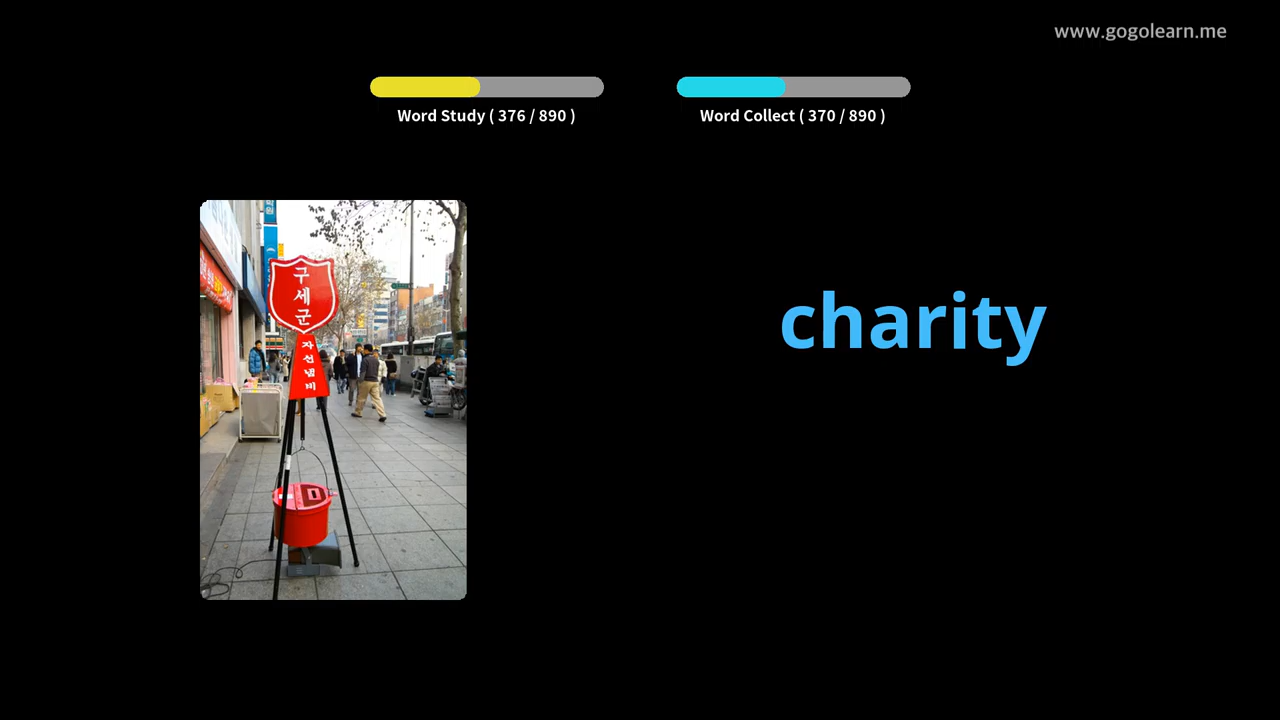 www.gogolearn.me
Word Study ( 376 / 890 )
Word Collect ( 370 / 890 )
구
세
군
자
선
냄
비
charity